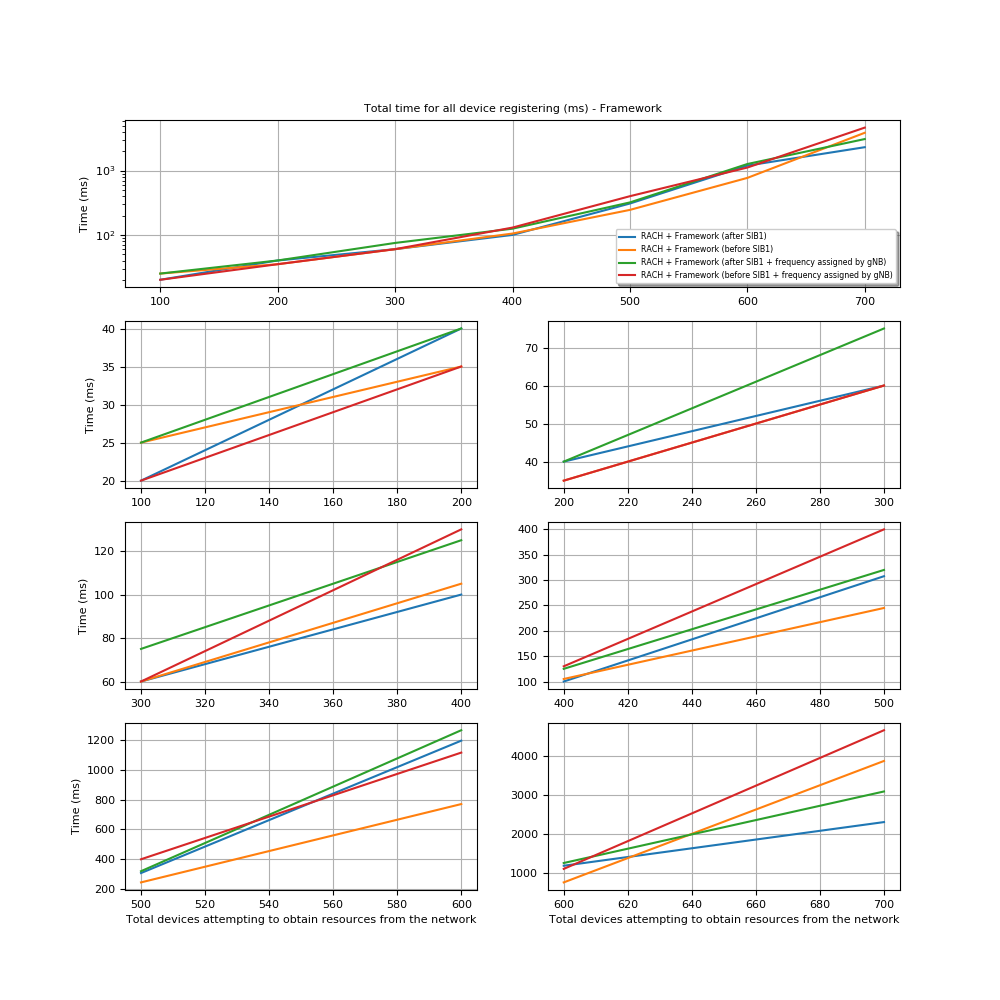 Total time for all device registering (ms) - Framework
Time (ms)
10³
10²
RACH + Framework (after SIB1)
RACH + Framework (before SIB1)
RACH + Framework (after SIB1 + frequency assigned by gNB)
RACH + Framework (before SIB1 + frequency assigned by gNB)
100 200 300 400 500 600 700
Time (ms)
40
35
30
25
20
100 120 140 160 180 200
70
60
50
40
200 220 240 260 280 300
Time (ms)
120
100
80
60
300 320 340 360 380 400
400
350
300
250
200
150
100
400 420 440 460 480 500
Time (ms)
1200
1000
800
600
400
200
500 520 540 560 580 600
Total devices attempting to obtain resources from the network
4000
3000
2000
1000
600 620 640 660 680 700
Total devices attempting to obtain resources from the network